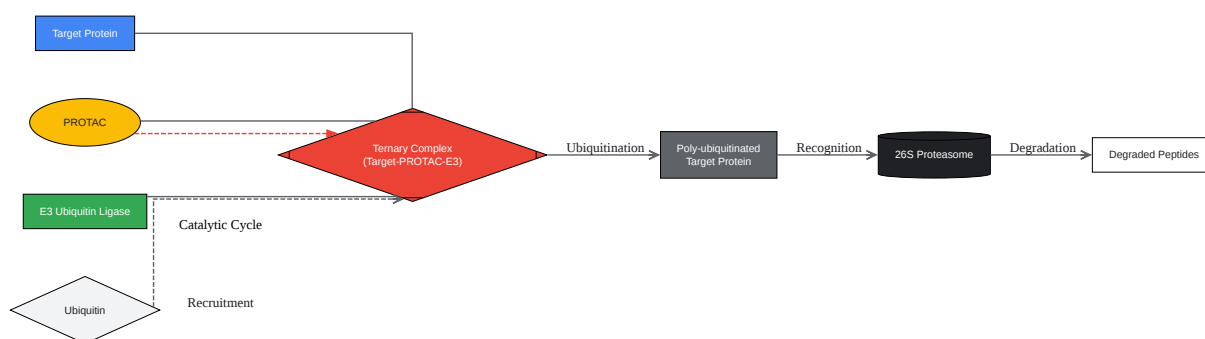 Target Protein
PROTAC
Ternary Complex
(Target-PROTAC-E3)
Ubiquitination
Poly-ubiquitinated
Target Protein
Recognition
26S Proteasome
Degradation
Degraded Peptides
E3 Ubiquitin Ligase
Catalytic Cycle
Recruitment
Ubiquitin